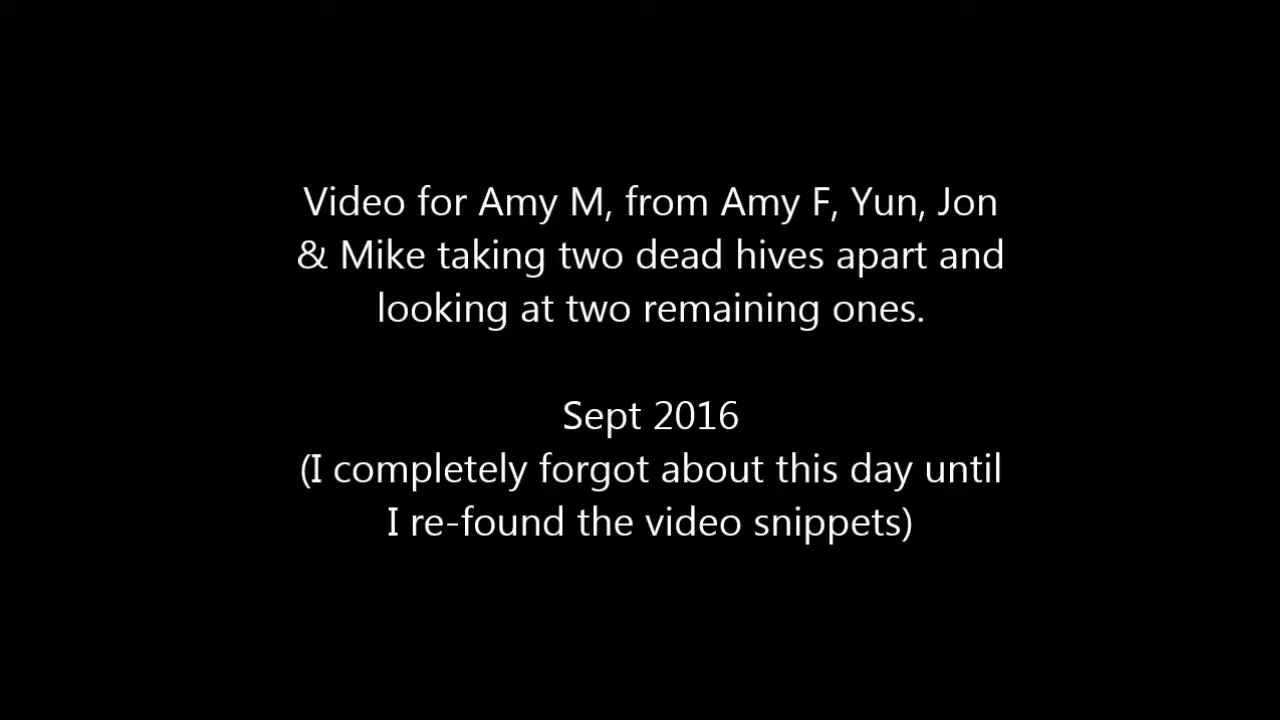 Video for Amy M, from Amy F, Yun, Jon
& Mike taking two dead hives apart and
looking at two remaining ones.
Sept 2016
(I completely forgot about this day until
I re-found the video snippets)